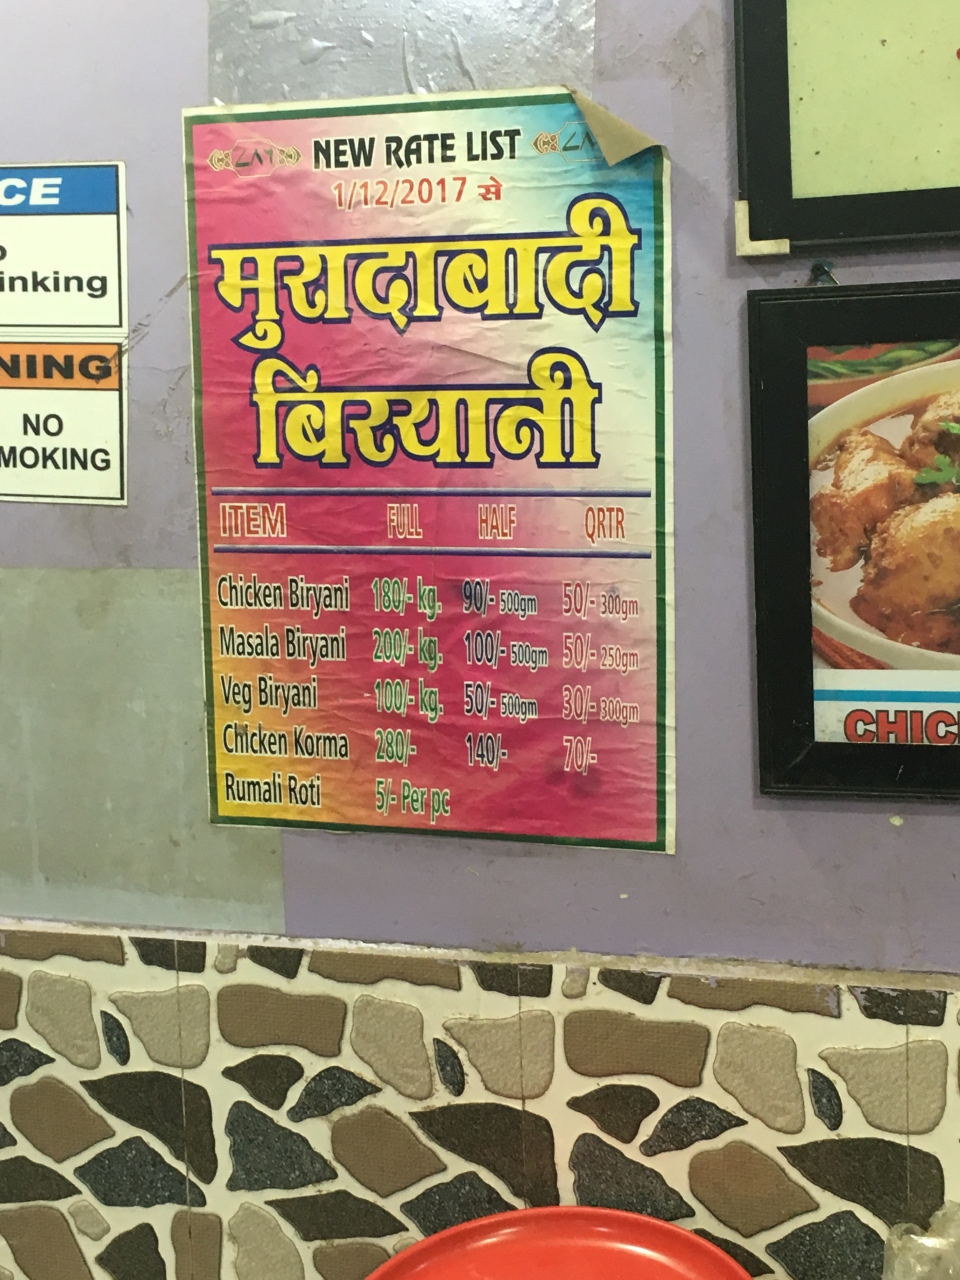 CE
inking
NING
NO
MOKING
ZAM NEW RATE LIST
1/12/2017 से
मुरादाबादी
बिरयानी
ITEM FULL HALF QRTR
Chicken Biryani 180/- kg. 90/- 500gm 50/- 300gm
Masala Biryani 200/- kg. 100/- 500gm 50/- 250gm
Veg Biryani 100/- kg. 50/- 500gm 30/- 300gm
Chicken Korma 280/- 140/- 70/-
Rumali Roti 5/- Per pc
CHIC